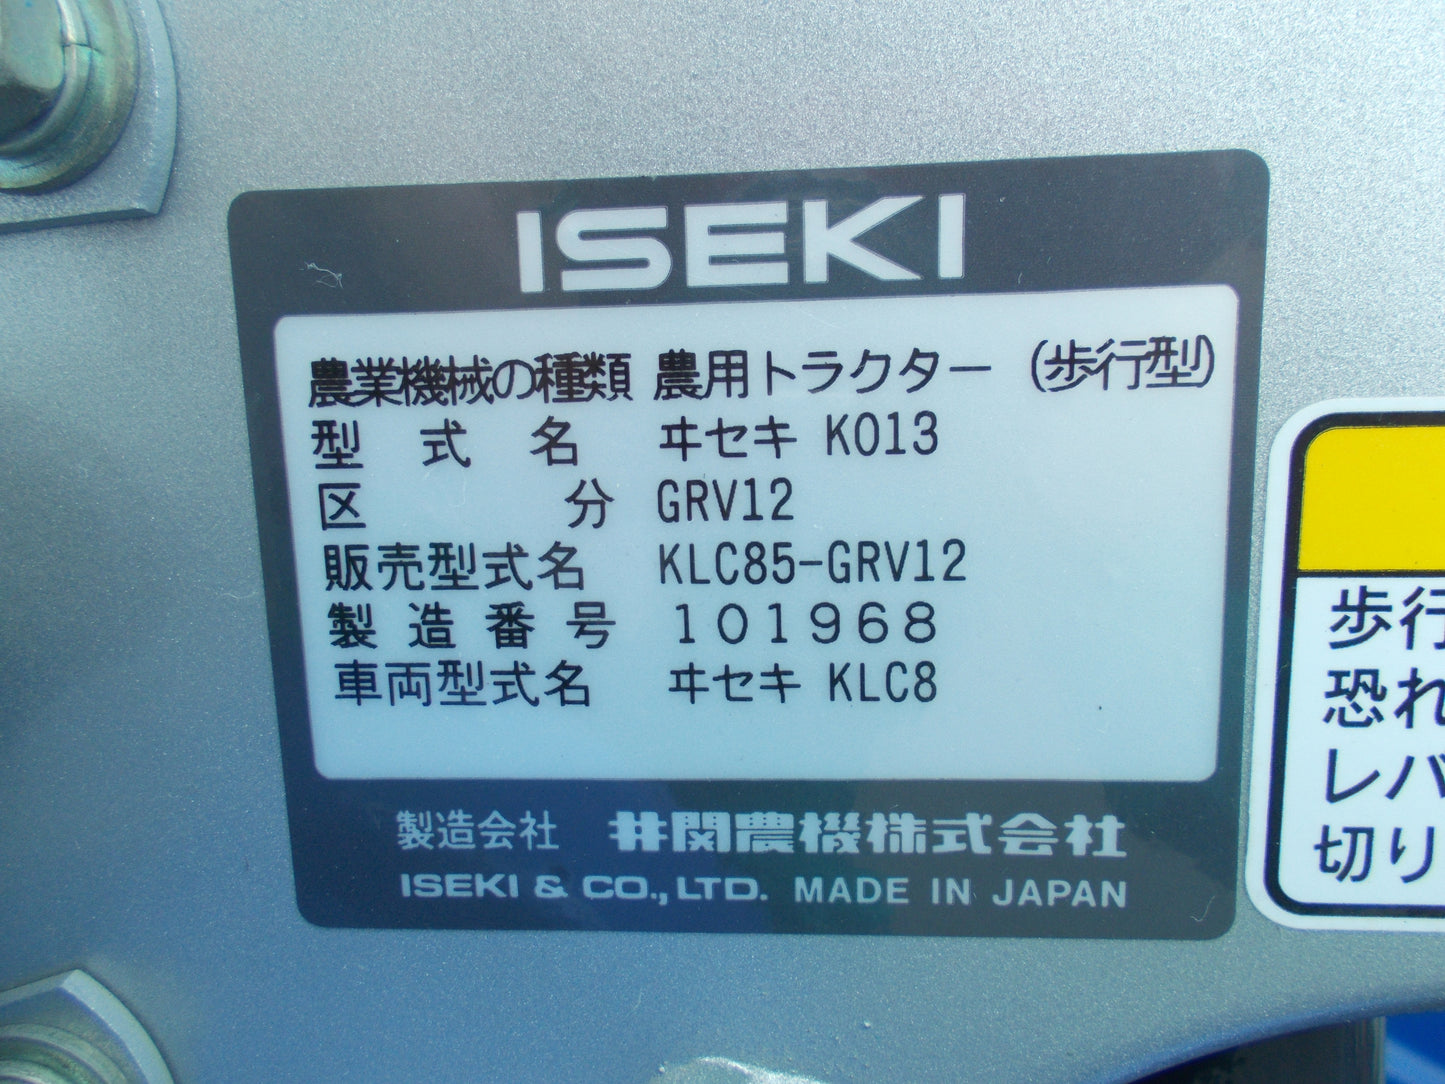 ISEKI
農業機械の種類 農用トラクター (歩行型)
型式名 ヰセキ K013
区分 GRV12
販売型式名 KLC85-GRV12
製造番号 101968
車両型式名 ヰセキ KLC8
製造会社 井関農機株式会社
ISEKI & CO., LTD. MADE IN JAPAN
歩行
恐れ
レバ
切り